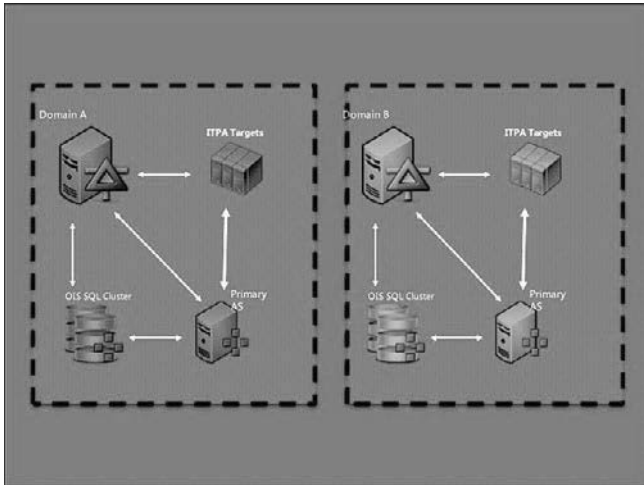 Domain A
ITPA Targets
OIS SQL Cluster
Primary
AS
Domain B
ITPA Targets
OIS SQL Cluster
Primary
AS